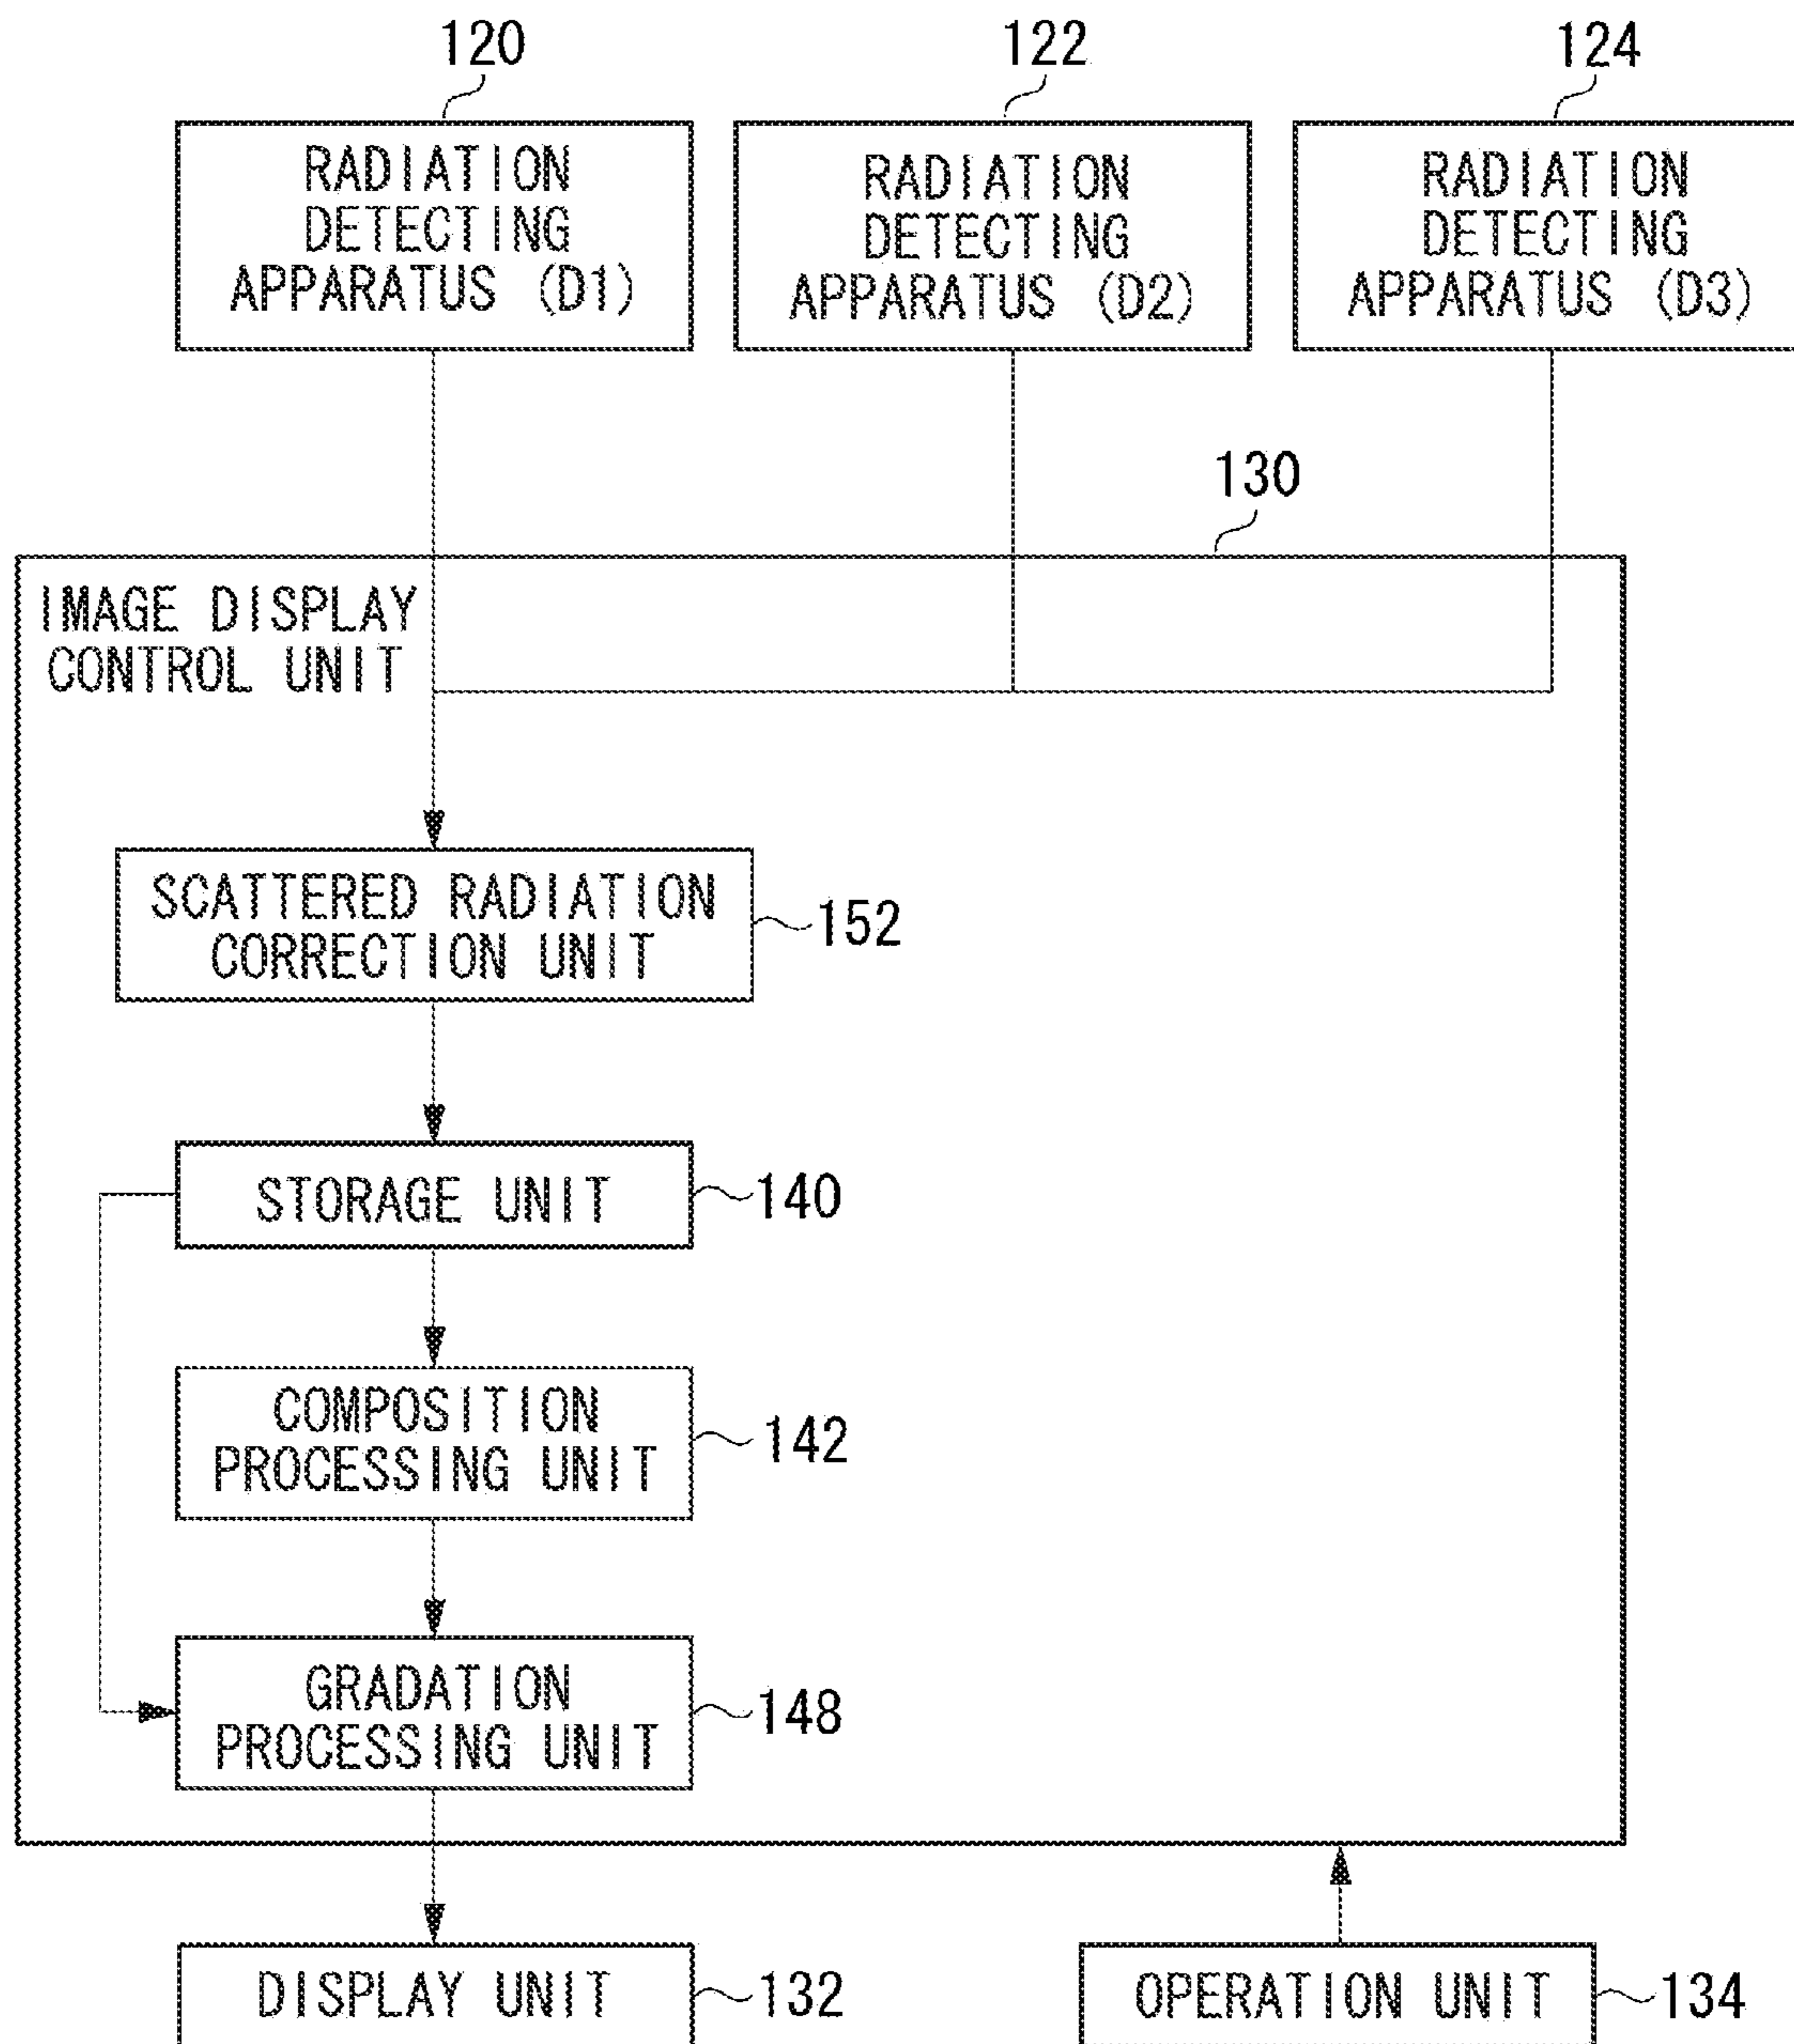 120
122
124
RADIATION
DETECTING
APPARATUS (D1)
RADIATION
DETECTING
APPARATUS (D2)
RADIATION
DETECTING
APPARATUS (D3)
130
IMAGE DISPLAY
CONTROL UNIT
SCATTERED RADIATION
CORRECTION UNIT
152
STORAGE UNIT
140
COMPOSITION
PROCESSING UNIT
142
GRADATION
PROCESSING UNIT
148
DISPLAY UNIT
132
OPERATION UNIT
134